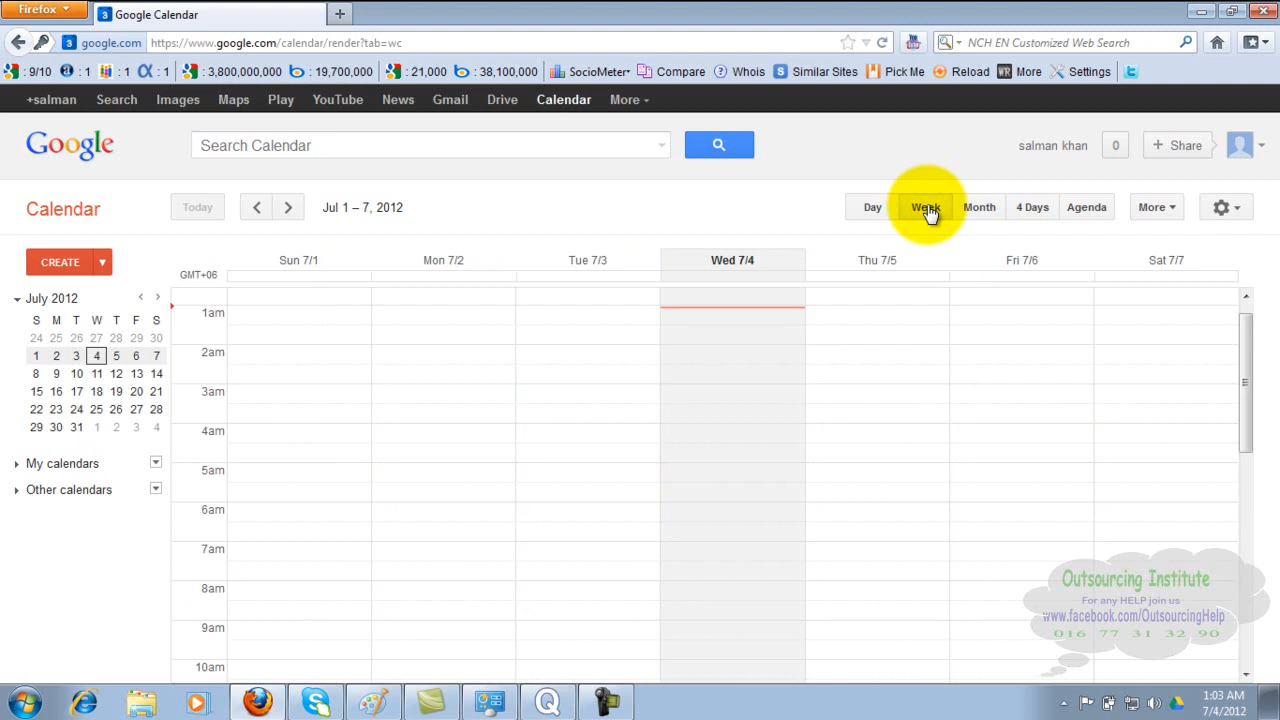 Firefox
Google Calendar
google.com
https://www.google.com/calendar/render?tab=wc
NCH EN Customized Web Search
: 9/10 : 1 : 1 : 1 : 3,800,000,000 : 19,700,000 : 21,000 : 38,100,000 SocioMeter Compare Whois Similar Sites Pick Me Reload More Settings
+salman Search Images Maps Play YouTube News Gmail Drive Calendar More
Google
Search Calendar
salman khan 0 + Share
Calendar
Today
Jul 1 – 7, 2012
Day Week Month 4 Days Agenda More
CREATE
Sun 7/1 Mon 7/2 Tue 7/3 Wed 7/4 Thu 7/5 Fri 7/6 Sat 7/7
GMT+06
July 2012
S M T W T F S
24 25 26 27 28 29 30
1 2 3 4 5 6 7
8 9 10 11 12 13 14
15 16 17 18 19 20 21
22 23 24 25 26 27 28
29 30 31 1 2 3 4
My calendars
Other calendars
1am
2am
3am
4am
5am
6am
7am
8am
9am
10am
Outsourcing Institute
For any HELP join us
www.facebook.com/OutsourcingHelp
016 77 31 32 90
1:03 AM
7/4/2012